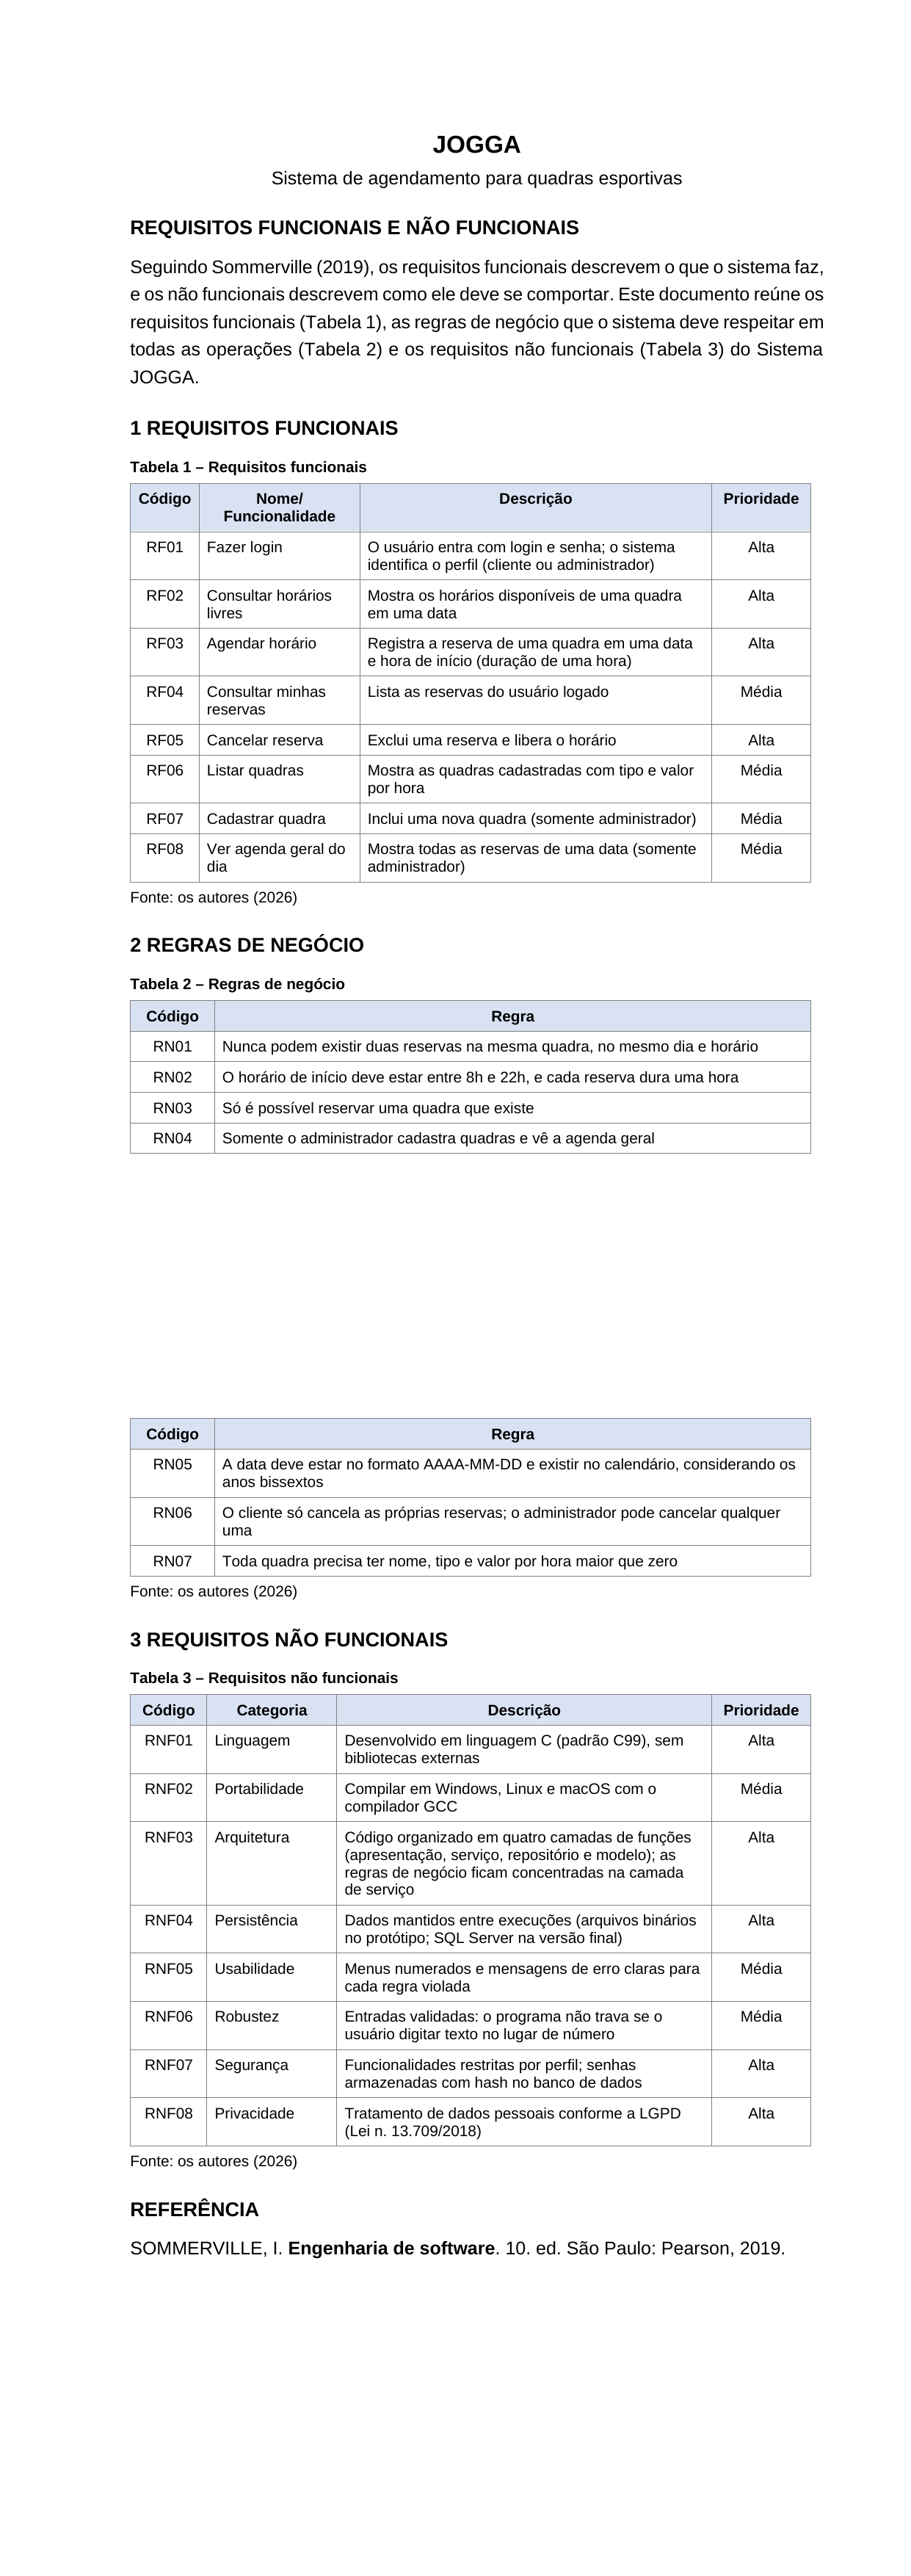 JOGGA
Sistema de agendamento para quadras esportivas
REQUISITOS FUNCIONAIS E NÃO FUNCIONAIS
Seguindo Sommerville (2019), os requisitos funcionais descrevem o que o sistema faz,
e os não funcionais descrevem como ele deve se comportar. Este documento reúne os
requisitos funcionais (Tabela 1), as regras de negócio que o sistema deve respeitar em
todas as operações (Tabela 2) e os requisitos não funcionais (Tabela 3) do Sistema
JOGGA.
1 REQUISITOS FUNCIONAIS
Tabela 1 – Requisitos funcionais
Código Nome/ Descrição Prioridade
Funcionalidade
RF01 Fazer login O usuário entra com login e senha; o sistema Alta
identifica o perfil (cliente ou administrador)
RF02 Consultar horários Mostra os horários disponíveis de uma quadra Alta
livres em uma data
RF03 Agendar horário Registra a reserva de uma quadra em uma data Alta
e hora de início (duração de uma hora)
RF04 Consultar minhas Lista as reservas do usuário logado Média
reservas
RF05 Cancelar reserva Exclui uma reserva e libera o horário Alta
RF06 Listar quadras Mostra as quadras cadastradas com tipo e valor Média
por hora
RF07 Cadastrar quadra Inclui uma nova quadra (somente administrador) Média
RF08 Ver agenda geral do Mostra todas as reservas de uma data (somente Média
dia administrador)
Fonte: os autores (2026)
2 REGRAS DE NEGÓCIO
Tabela 2 – Regras de negócio
Código Regra
RN01 Nunca podem existir duas reservas na mesma quadra, no mesmo dia e horário
RN02 O horário de início deve estar entre 8h e 22h, e cada reserva dura uma hora
RN03 Só é possível reservar uma quadra que existe
RN04 Somente o administrador cadastra quadras e vê a agenda geral
Código Regra
RN05 A data deve estar no formato AAAA-MM-DD e existir no calendário, considerando os
anos bissextos
RN06 O cliente só cancela as próprias reservas; o administrador pode cancelar qualquer
uma
RN07 Toda quadra precisa ter nome, tipo e valor por hora maior que zero
Fonte: os autores (2026)
3 REQUISITOS NÃO FUNCIONAIS
Tabela 3 – Requisitos não funcionais
Código Categoria Descrição Prioridade
RNF01 Linguagem Desenvolvido em linguagem C (padrão C99), sem Alta
bibliotecas externas
RNF02 Portabilidade Compilar em Windows, Linux e macOS com o Média
compilador GCC
RNF03 Arquitetura Código organizado em quatro camadas de funções Alta
(apresentação, serviço, repositório e modelo); as
regras de negócio ficam concentradas na camada
de serviço
RNF04 Persistência Dados mantidos entre execuções (arquivos binários Alta
no protótipo; SQL Server na versão final)
RNF05 Usabilidade Menus numerados e mensagens de erro claras para Média
cada regra violada
RNF06 Robustez Entradas validadas: o programa não trava se o Média
usuário digitar texto no lugar de número
RNF07 Segurança Funcionalidades restritas por perfil; senhas Alta
armazenadas com hash no banco de dados
RNF08 Privacidade Tratamento de dados pessoais conforme a LGPD Alta
(Lei n. 13.709/2018)
Fonte: os autores (2026)
REFERÊNCIA
SOMMERVILLE, I. Engenharia de software. 10. ed. São Paulo: Pearson, 2019.